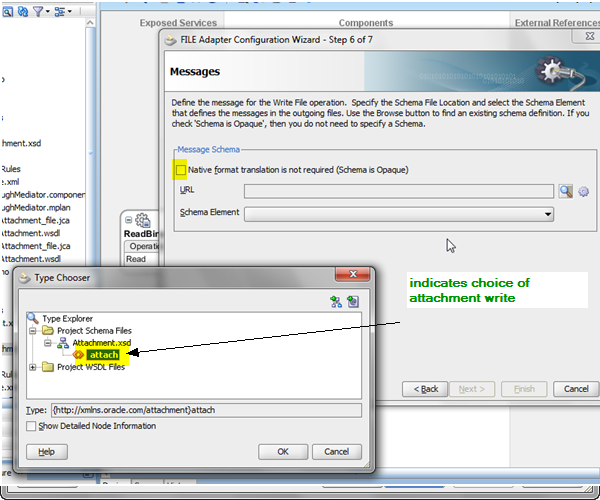 Exposed Services
Components
External References
FILE Adapter Configuration Wizard - Step 6 of 7
Messages
Define the message for the Write File operation. Specify the Schema File Location and select the Schema Element
that defines the messages in the outgoing files. Use the Browse button to find an existing schema definition. If you
check 'Schema is Opaque', then you do not need to specify a Schema.
Message Schema
Native format translation is not required (Schema is Opaque)
URL
Schema Element
hment.xsd
Rules
e.xml
ughMediator.componen
ughMediator.mplan
Attachment_file.jca
Attachment.wsdl
Attachment_file.jca
Attachment.wsdl
ReadBin
Operatio
Read
Type Chooser
indicates choice of
attachment write
Type Explorer
Project Schema Files
Attachment.xsd
attach
Project WSDL Files
< Back
Next >
Finish
Cancel
Type: {http://xmlns.oracle.com/attachment}attach
Show Detailed Node Information
Help
OK
Cancel